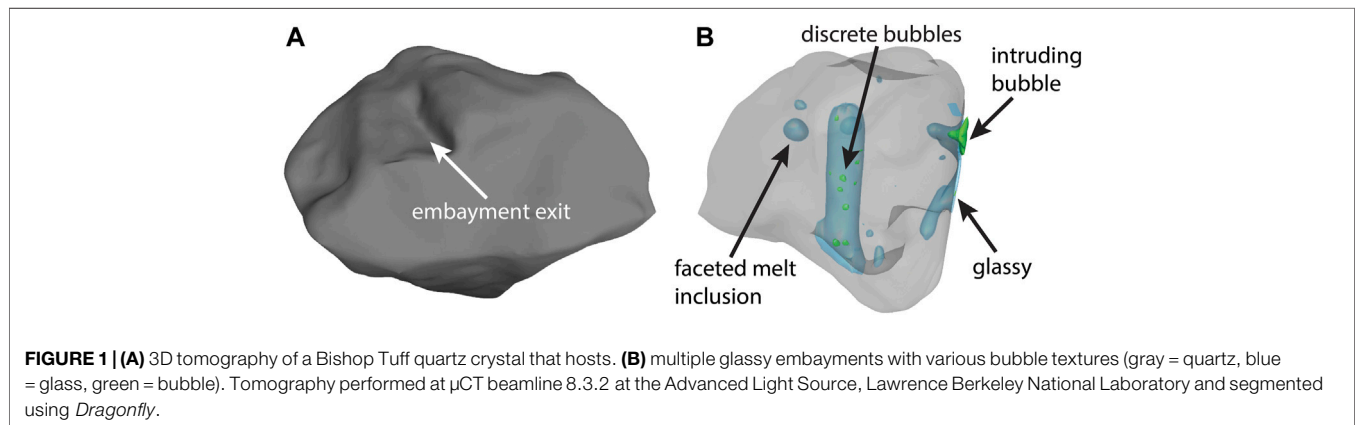 A
embayment exit
B
discrete bubbles
intruding
bubble
faceted melt
inclusion
glassy
FIGURE 1 | (A) 3D tomography of a Bishop Tuff quartz crystal that hosts. (B) multiple glassy embayments with various bubble textures (gray = quartz, blue
= glass, green = bubble). Tomography performed at µCT beamline 8.3.2 at the Advanced Light Source, Lawrence Berkeley National Laboratory and segmented
using Dragonfly.